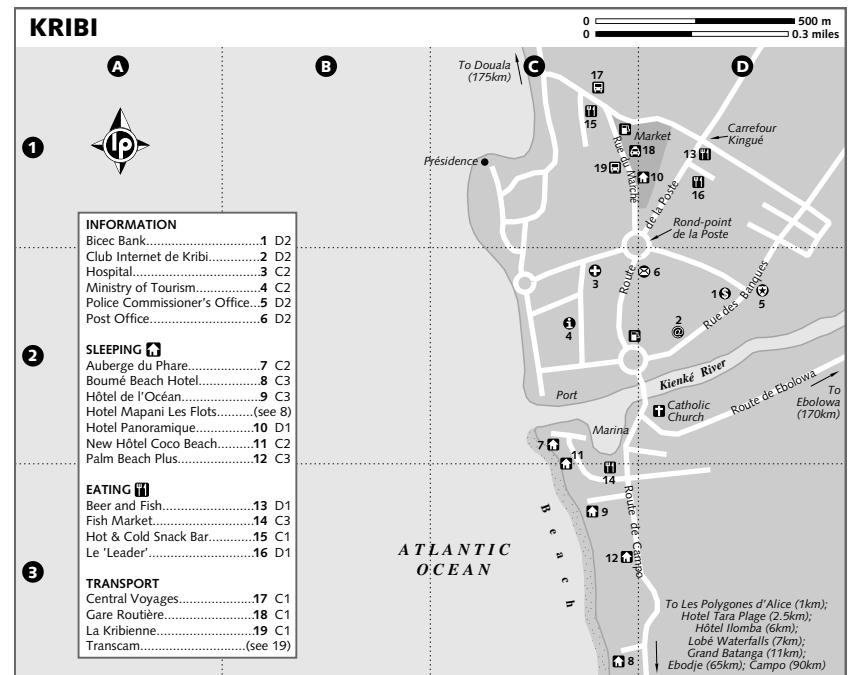 KRIBI
0 500 m
0 0.3 miles
A
B
C
D
1
2
3
lp
To Douala
(175km)
17
15
Market
18
Rue du Marché
19
10
13
16
Carrefour
Kingué
Présidence
de la Poste
Rond-point
de la Poste
INFORMATION
Bicec Bank...............................1 D2
Club Internet de Kribi..............2 D2
Hospital...................................3 C2
Ministry of Tourism.................4 C2
Police Commissioner's Office...5 D2
Post Office...............................6 D2
SLEEPING
Auberge du Phare....................7 C2
Boumé Beach Hotel.................8 C3
Hôtel de l'Océan......................9 C3
Hotel Mapani Les Flots..........(see 8)
Hotel Panoramique................10 D1
New Hôtel Coco Beach..........11 C2
Palm Beach Plus.....................12 C3
EATING
Beer and Fish.........................13 D1
Fish Market............................14 C3
Hot & Cold Snack Bar............15 C1
Le 'Leader'.............................16 D1
TRANSPORT
Central Voyages.....................17 C1
Gare Routière.........................18 C1
La Kribienne...........................19 C1
Transcam............................(see 19)
3
Route
6
1 $
5
Rue des Banques
i
4
2
@
Kienké River
Port
Catholic
Church
Route de Ebolowa
To
Ebolowa
(170km)
Marina
7
11
14
Beach
9
Route de Campo
12
ATLANTIC
OCEAN
8
To Les Polygones d'Alice (1km);
Hotel Tara Plage (2.5km);
Hôtel Ilomba (6km);
Lobé Waterfalls (7km);
Grand Batanga (11km);
Ebodje (65km); Campo (90km)